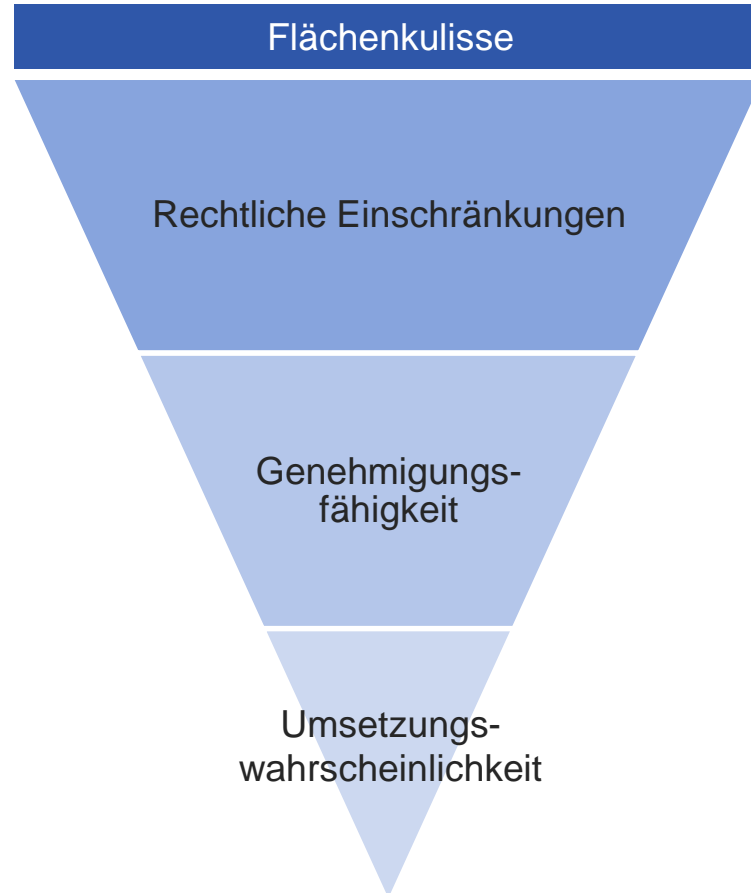 Flächenkulisse
Rechtliche Einschränkungen
Genehmigungs-
fähigkeit
Umsetzungs-
wahrscheinlichkeit